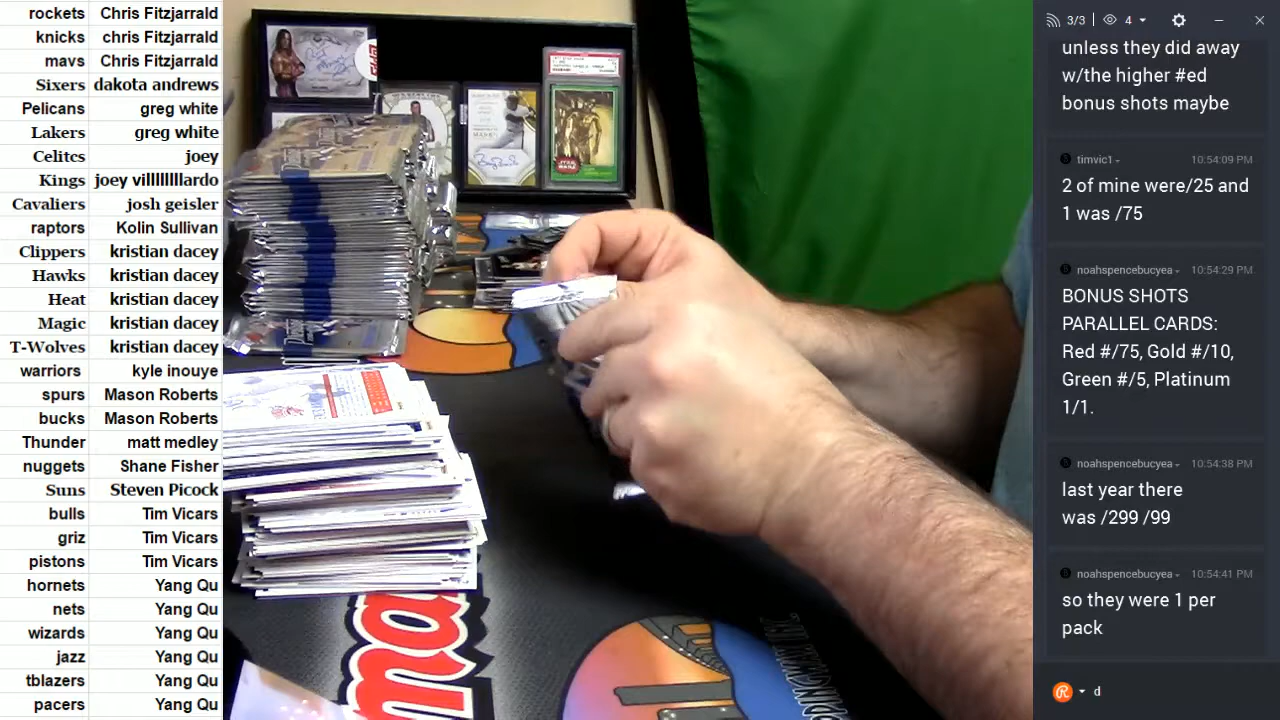 rockets Chris Fitzjarrald
knicks chris Fitzjarrald
mavs Chris Fitzjarrald
Sixers dakota andrews
Pelicans greg white
Lakers greg white
Celitcs joey
Kings joey villlllllllardo
Cavaliers josh geisler
raptors Kolin Sullivan
Clippers kristian dacey
Hawks kristian dacey
Heat kristian dacey
Magic kristian dacey
T-Wolves kristian dacey
warriors kyle inouye
spurs Mason Roberts
bucks Mason Roberts
Thunder matt medley
nuggets Shane Fisher
Suns Steven Picock
bulls Tim Vicars
griz Tim Vicars
pistons Tim Vicars
hornets Yang Qu
nets Yang Qu
wizards Yang Qu
jazz Yang Qu
tblazers Yang Qu
pacers Yang Qu
3/3 4
unless they did away
w/the higher #ed
bonus shots maybe
timvic1 10:54:09 PM
2 of mine were/25 and
1 was /75
noahspencebucyea 10:54:29 PM
BONUS SHOTS
PARALLEL CARDS:
Red #/75, Gold #/10,
Green #/5, Platinum
1/1.
noahspencebucyea 10:54:38 PM
last year there
was /299 /99
noahspencebucyea 10:54:41 PM
so they were 1 per
pack
d